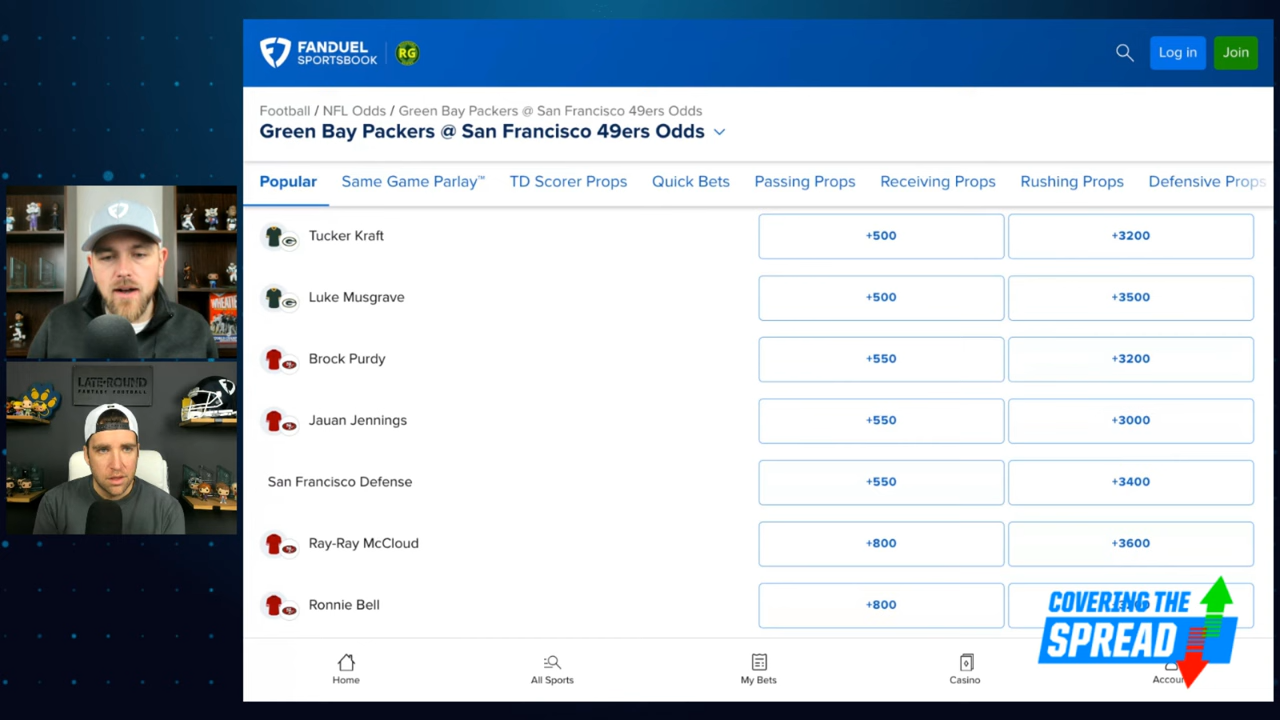 FANDUEL
SPORTSBOOK
RG
Log in
Join
Football / NFL Odds / Green Bay Packers @ San Francisco 49ers Odds
Green Bay Packers @ San Francisco 49ers Odds
Popular
Same Game Parlay™
TD Scorer Props
Quick Bets
Passing Props
Receiving Props
Rushing Props
Defensive Props
Tucker Kraft
+500
+3200
Luke Musgrave
+500
+3500
Brock Purdy
+550
+3200
Jauan Jennings
+550
+3000
San Francisco Defense
+550
+3400
Ray-Ray McCloud
+800
+3600
Ronnie Bell
+800
COVERING THE
SPREAD
Home
All Sports
My Bets
Casino
LATE-ROUND
FANTASY FOOTBALL
WHEATIES